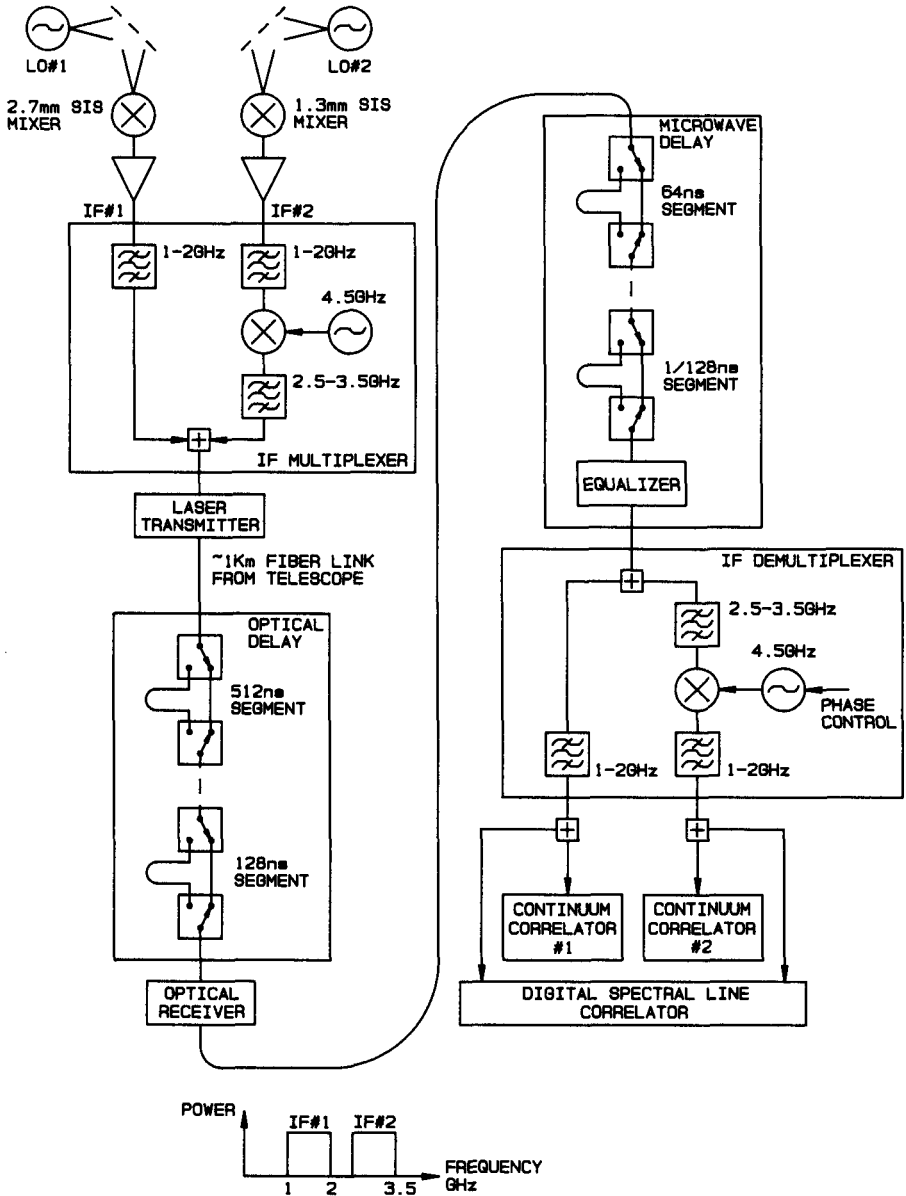 LO#1
LO#2
2.7mm SIS
MIXER
1.3mm SIS
MIXER
IF#1
IF#2
1-2GHz
1-2GHz
4.5GHz
2.5-3.5GHz
IF MULTIPLEXER
LASER
TRANSMITTER
~1Km FIBER LINK
FROM TELESCOPE
OPTICAL
DELAY
512ns
SEGMENT
128ns
SEGMENT
OPTICAL
RECEIVER
MICROWAVE
DELAY
64ns
SEGMENT
1/128ns
SEGMENT
EQUALIZER
IF DEMULTIPLEXER
2.5-3.5GHz
4.5GHz
PHASE
CONTROL
1-2GHz
1-2GHz
CONTINUUM
CORRELATOR
#1
CONTINUUM
CORRELATOR
#2
DIGITAL SPECTRAL LINE
CORRELATOR
POWER
IF#1
IF#2
FREQUENCY
GHz
1
2
3.5